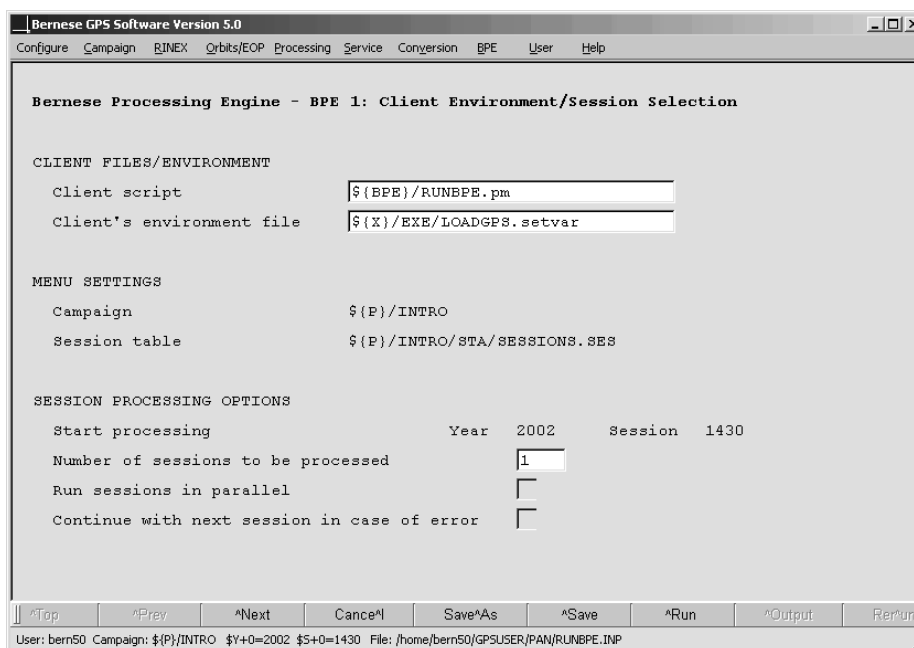 Bernese GPS Software Version 5.0
Configure Campaign RINEX Orbits/EOP Processing Service Conversion BPE User Help
Bernese Processing Engine - BPE 1: Client Environment/Session Selection
CLIENT FILES/ENVIRONMENT
Client script ${BPE}/RUNBPE.pm
Client's environment file ${X}/EXE/LOADGPS.setvar
MENU SETTINGS
Campaign ${P}/INTRO
Session table ${P}/INTRO/STA/SESSIONS.SES
SESSION PROCESSING OPTIONS
Start processing Year 2002 Session 1430
Number of sessions to be processed 1
Run sessions in parallel
Continue with next session in case of error
^Top ^Prev ^Next Cance^l Save^As ^Save ^Run ^Output Rer^un
User: bern50 Campaign: ${P}/INTRO $Y+0=2002 $S+0=1430 File: /home/bern50/GPSUSER/PAN/RUNBPE.INP